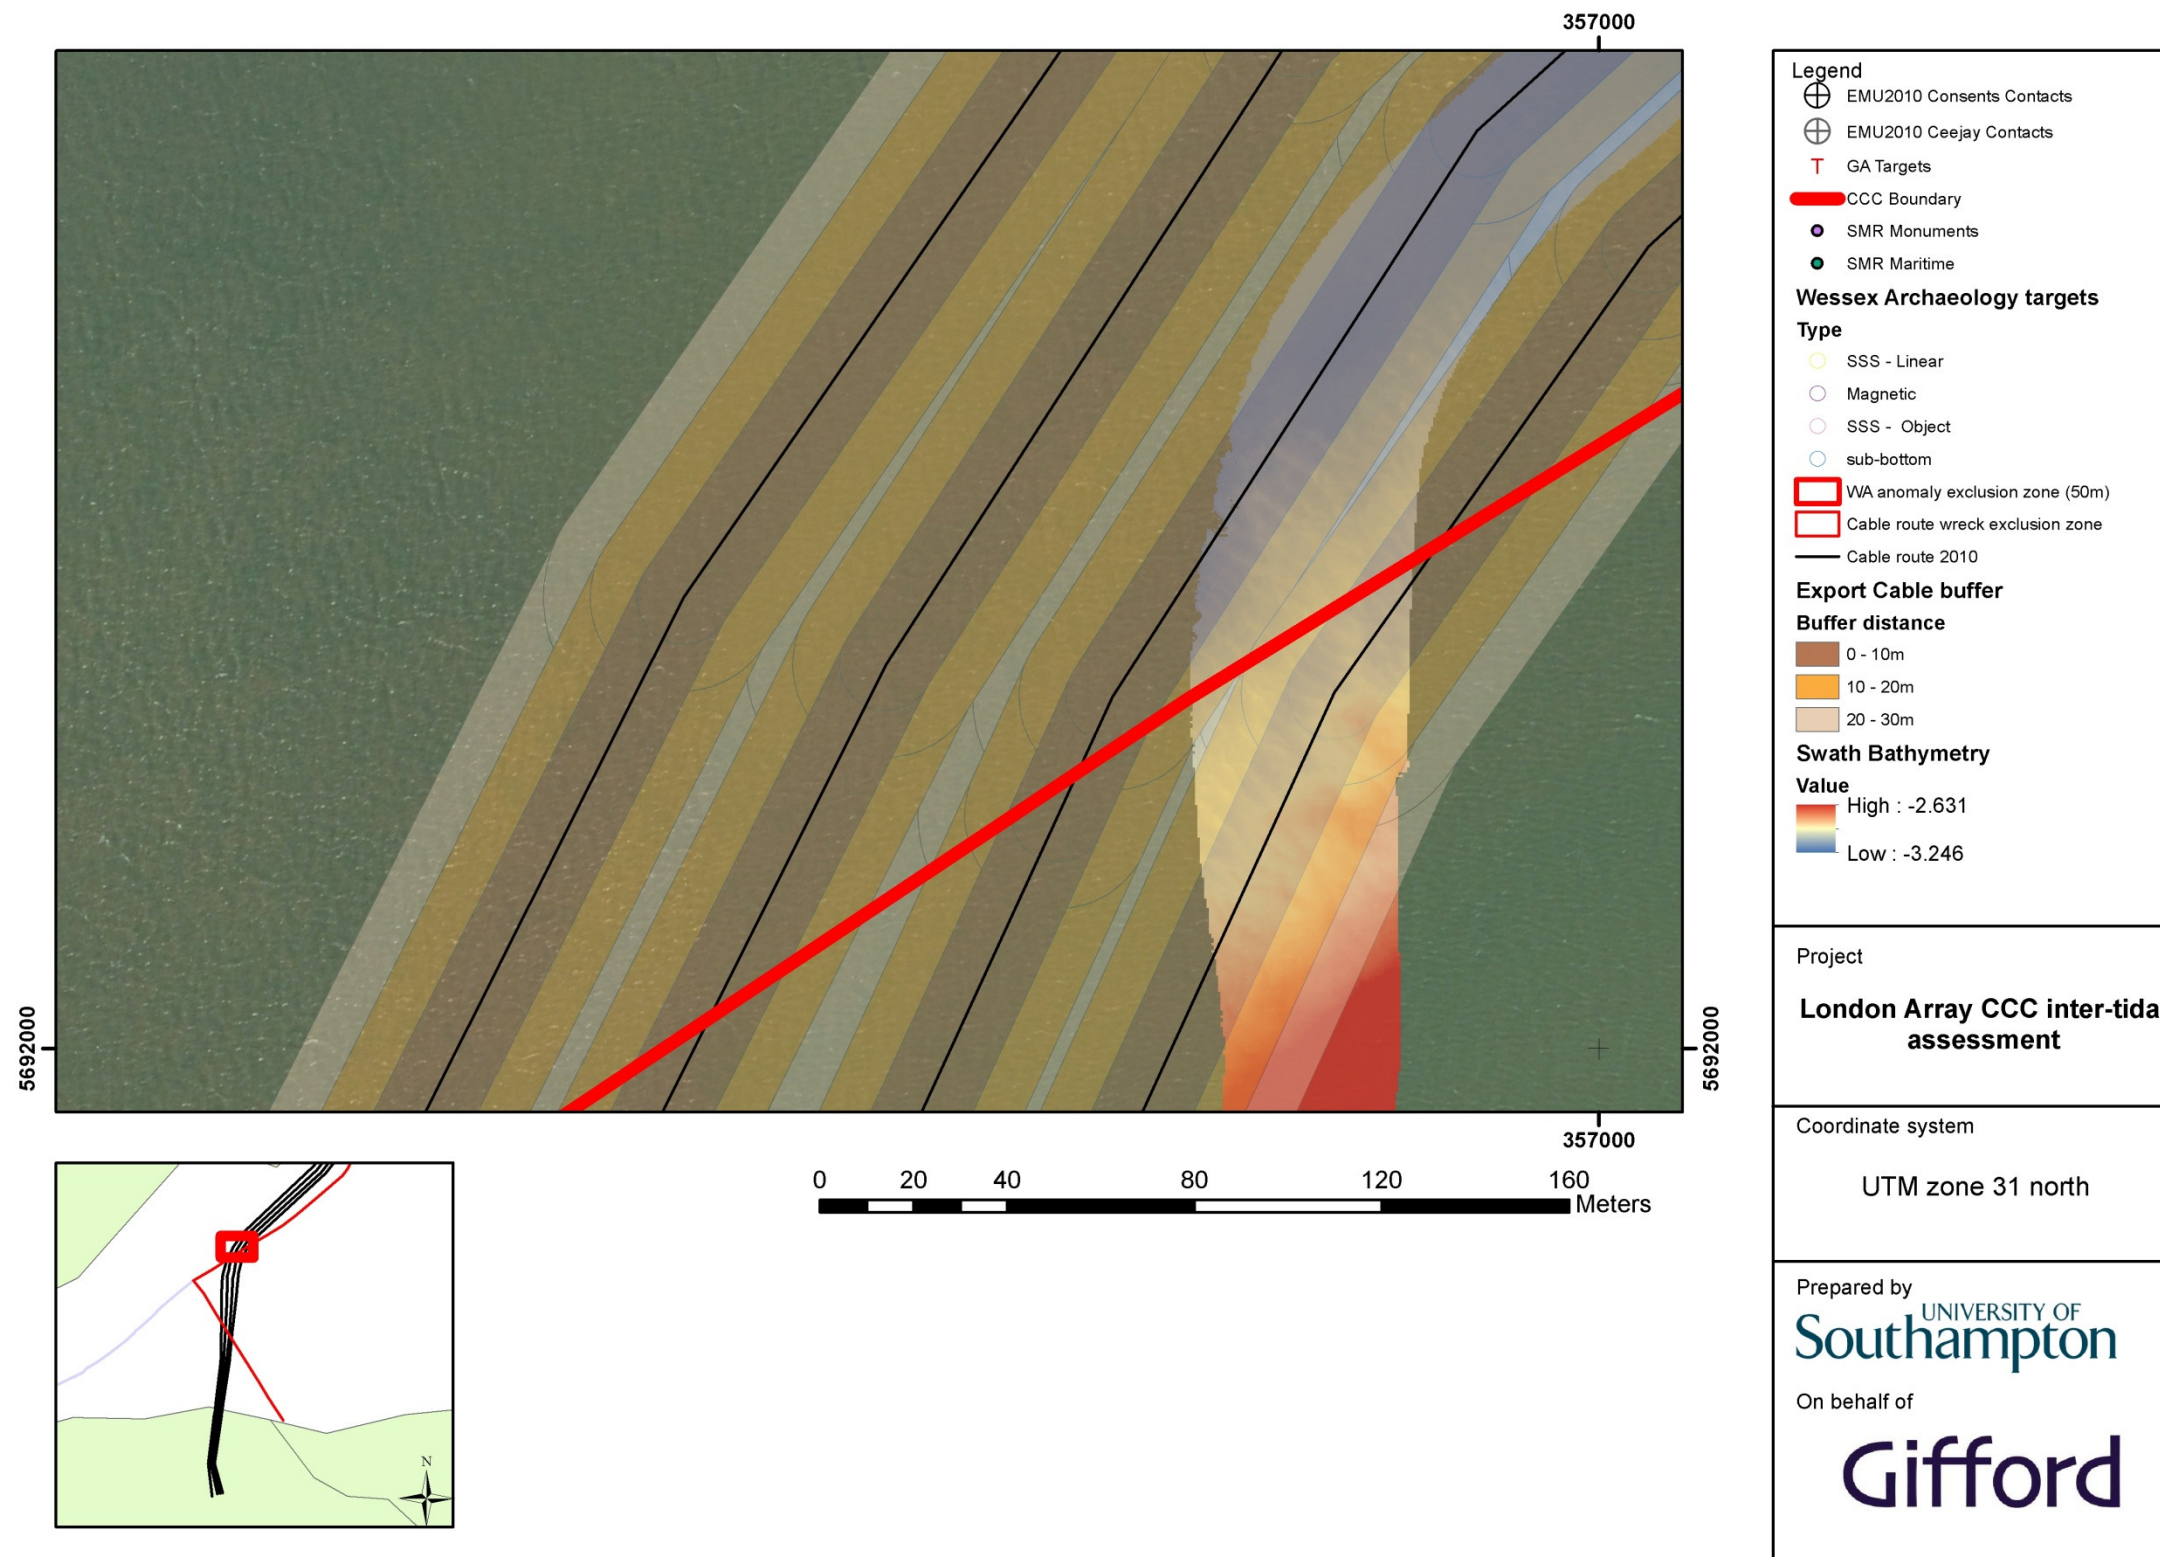 357000
5692000
5692000
357000
0 20 40 80 120 160
Meters
N
Legend
EMU2010 Consents Contacts
EMU2010 Ceejay Contacts
T GA Targets
CCC Boundary
SMR Monuments
SMR Maritime
Wessex Archaeology targets
Type
SSS - Linear
Magnetic
SSS - Object
sub-bottom
WA anomaly exclusion zone (50m)
Cable route wreck exclusion zone
Cable route 2010
Export Cable buffer
Buffer distance
0 - 10m
10 - 20m
20 - 30m
Swath Bathymetry
Value
High : -2.631
Low : -3.246
Project
London Array CCC inter-tida
assessment
Coordinate system
UTM zone 31 north
Prepared by
UNIVERSITY OF
Southampton
On behalf of
Gifford